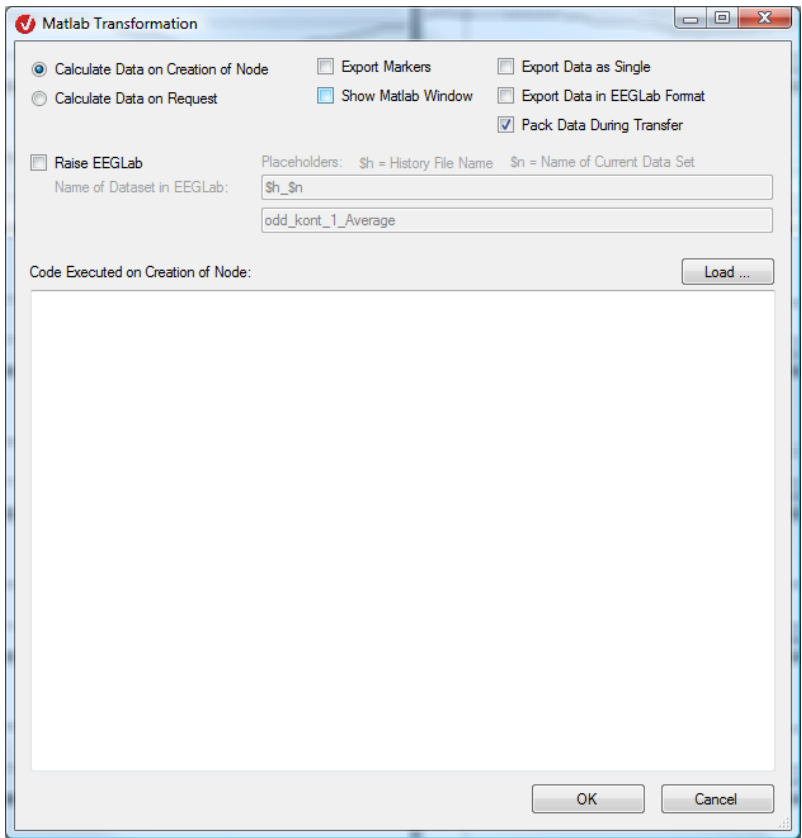 Matlab Transformation
Calculate Data on Creation of Node
Export Markers
Export Data as Single
Calculate Data on Request
Show Matlab Window
Export Data in EEGLab Format
Pack Data During Transfer
Raise EEGLab
Placeholders: $h = History File Name $n = Name of Current Data Set
Name of Dataset in EEGLab:
$h_$n
odd_kont_1_Average
Code Executed on Creation of Node:
Load ...
OK
Cancel